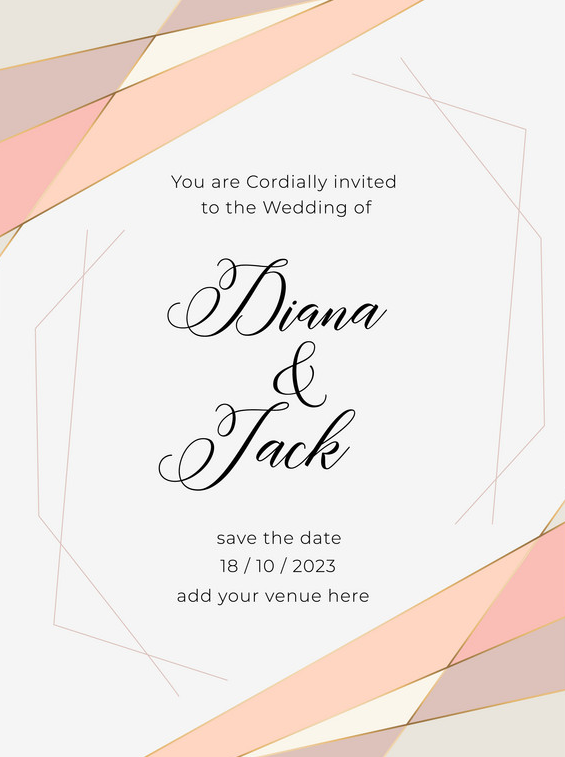 You are Cordially invited
to the Wedding of
Diana
&
Jack
save the date
18 / 10 / 2023
add your venue here